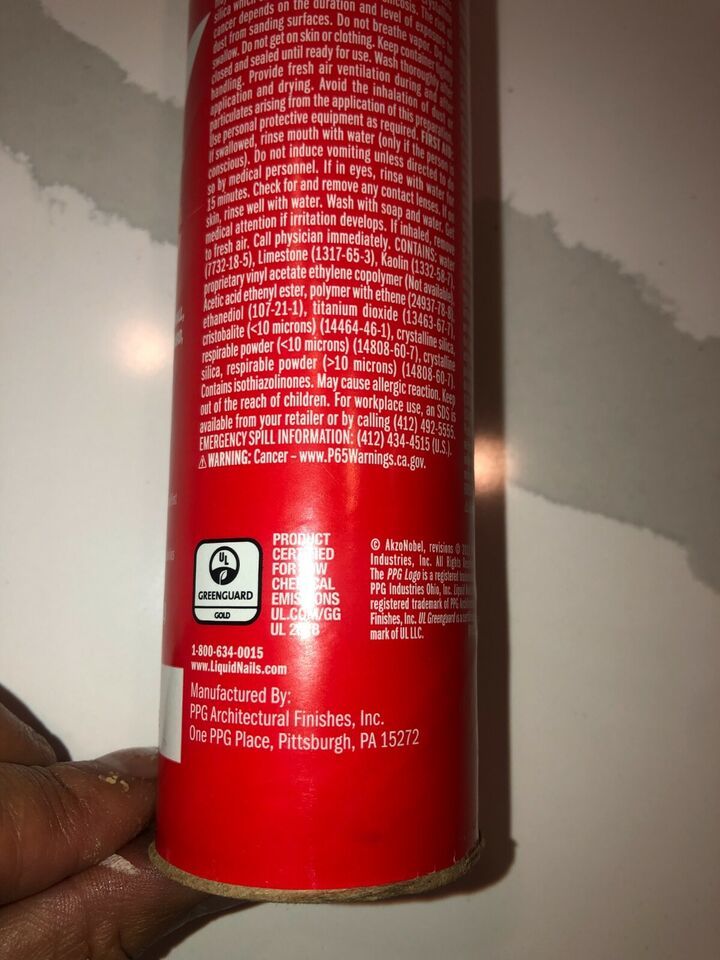 silica which
cancer depends on the duration and level of
dust from sanding surfaces. Do not breathe vapor. Do not
swallow. Do not get on skin or clothing. Keep container tightly
closed and sealed until ready for use. Wash thoroughly after
handling. Provide fresh air ventilation during and after
application and drying. Avoid the inhalation of dust or
particulates arising from the application of this preparation.
Use personal protective equipment as required. FIRST AID:
If swallowed, rinse mouth with water (only if the person is
conscious). Do not induce vomiting unless directed to do
so by medical personnel. If in eyes, rinse with water for
15 minutes. Check for and remove any contact lenses. If on
skin, rinse well with water. Wash with soap and water. Get
medical attention if irritation develops. If inhaled, remove
to fresh air. Call physician immediately. CONTAINS: water
(7732-18-5), Limestone (1317-65-3), Kaolin (1332-58-7),
proprietary vinyl acetate ethylene copolymer (Not available),
Acetic acid ethenyl ester, polymer with ethene (24937-78-8),
ethanediol (107-21-1), titanium dioxide (13463-67-7),
cristobalite (<10 microns) (14464-46-1), crystalline silica,
respirable powder (<10 microns) (14808-60-7), crystalline
silica, respirable powder (>10 microns) (14808-60-7).
Contains isothiazolinones. May cause allergic reaction. Keep
out of the reach of children. For workplace use, an SDS is
available from your retailer or by calling (412) 492-5555.
EMERGENCY SPILL INFORMATION: (412) 434-4515 (U.S.).
⚠ WARNING: Cancer – www.P65Warnings.ca.gov.
UL
GREENGUARD
GOLD
PRODUCT
CERTIFIED
FOR LOW
CHEMICAL
EMISSIONS
UL.COM/GG
UL 2818
© AkzoNobel, revisions ©
Industries, Inc. All Rights
The PPG Logo is a registered
PPG Industries Ohio, Inc. Liquid
registered trademark of PPG
Finishes, Inc. UL Greenguard is
mark of UL LLC.
1-800-634-0015
www.LiquidNails.com
Manufactured By:
PPG Architectural Finishes, Inc.
One PPG Place, Pittsburgh, PA 15272